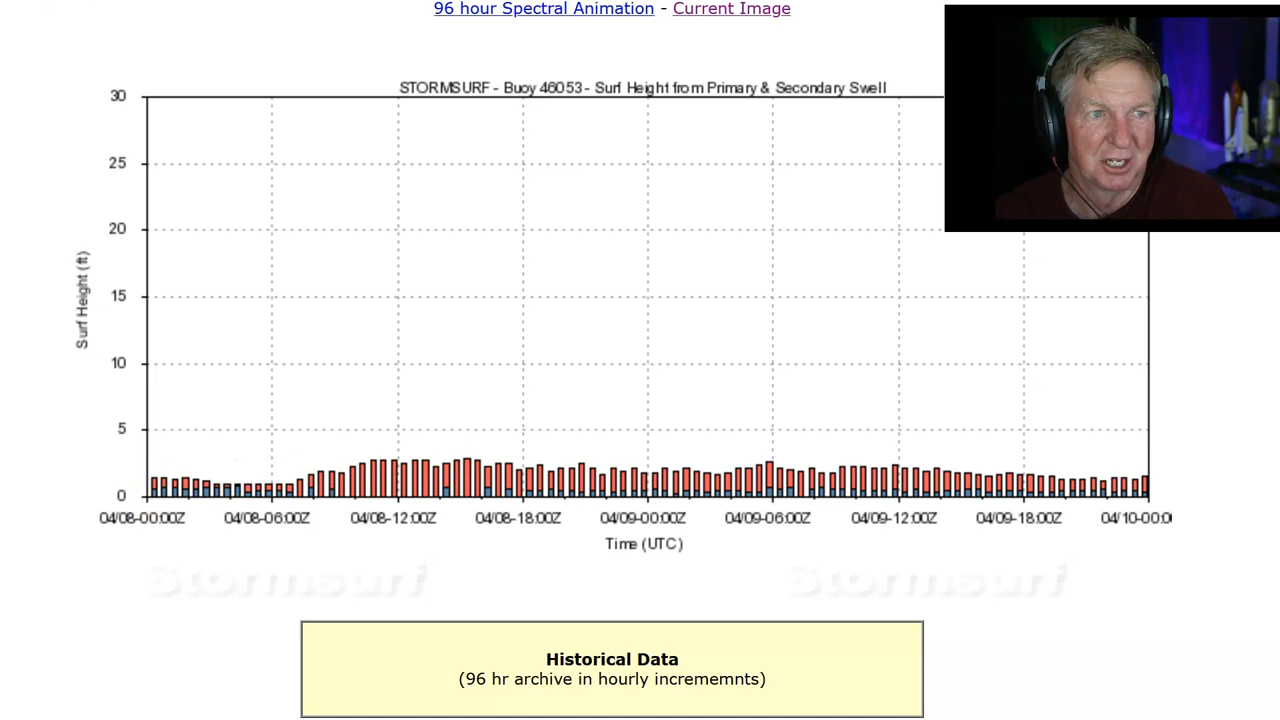 96 hour Spectral Animation - Current Image
STORMSURF - Buoy 46053 - Surf Height from Primary & Secondary Swell
30
25
20
15
10
5
0
Surf Height (ft)
04/08-00:00Z 04/08-06:00Z 04/08-12:00Z 04/08-18:00Z 04/09-00:00Z 04/09-06:00Z 04/09-12:00Z 04/09-18:00Z 04/10-00:0
Time (UTC)
Stormsurf Stormsurf
Historical Data
(96 hr archive in hourly incrememnts)